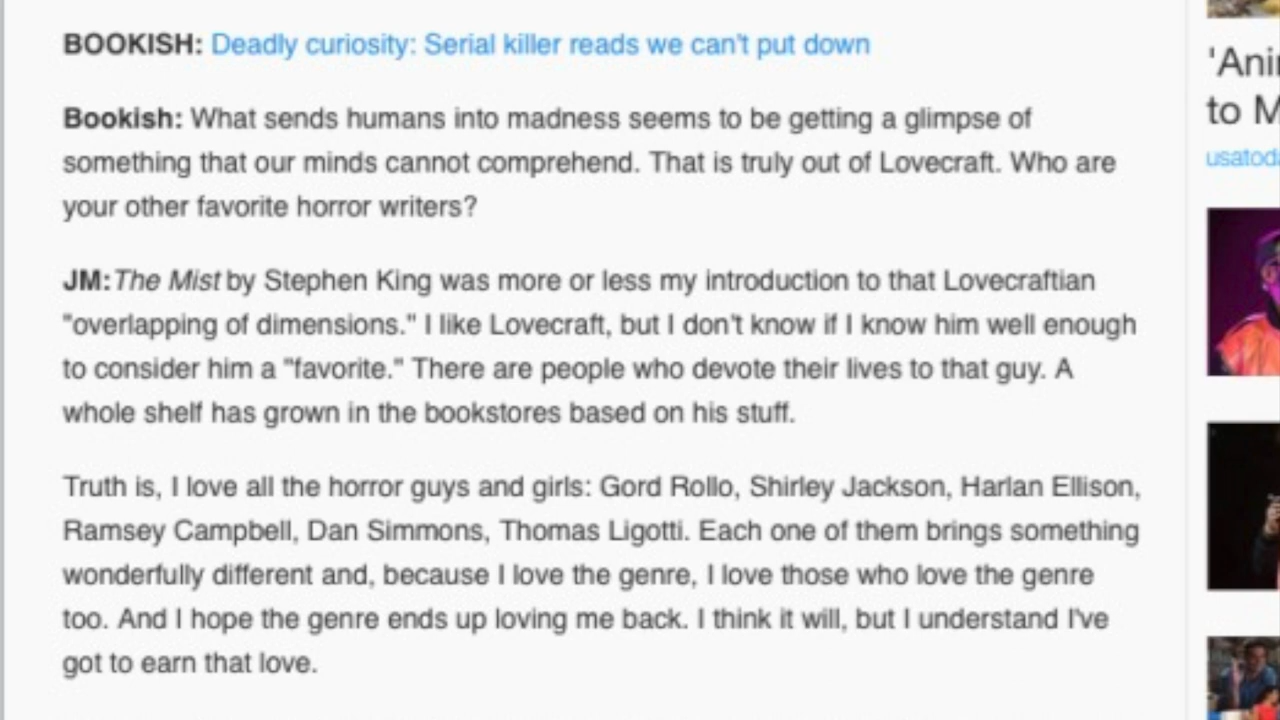 BOOKISH: Deadly curiosity: Serial killer reads we can't put down
Bookish: What sends humans into madness seems to be getting a glimpse of
something that our minds cannot comprehend. That is truly out of Lovecraft. Who are
your other favorite horror writers?
JM: The Mist by Stephen King was more or less my introduction to that Lovecraftian
"overlapping of dimensions." I like Lovecraft, but I don't know if I know him well enough
to consider him a "favorite." There are people who devote their lives to that guy. A
whole shelf has grown in the bookstores based on his stuff.
Truth is, I love all the horror guys and girls: Gord Rollo, Shirley Jackson, Harlan Ellison,
Ramsey Campbell, Dan Simmons, Thomas Ligotti. Each one of them brings something
wonderfully different and, because I love the genre, I love those who love the genre
too. And I hope the genre ends up loving me back. I think it will, but I understand I've
got to earn that love.
'Ani
to M
usatoda